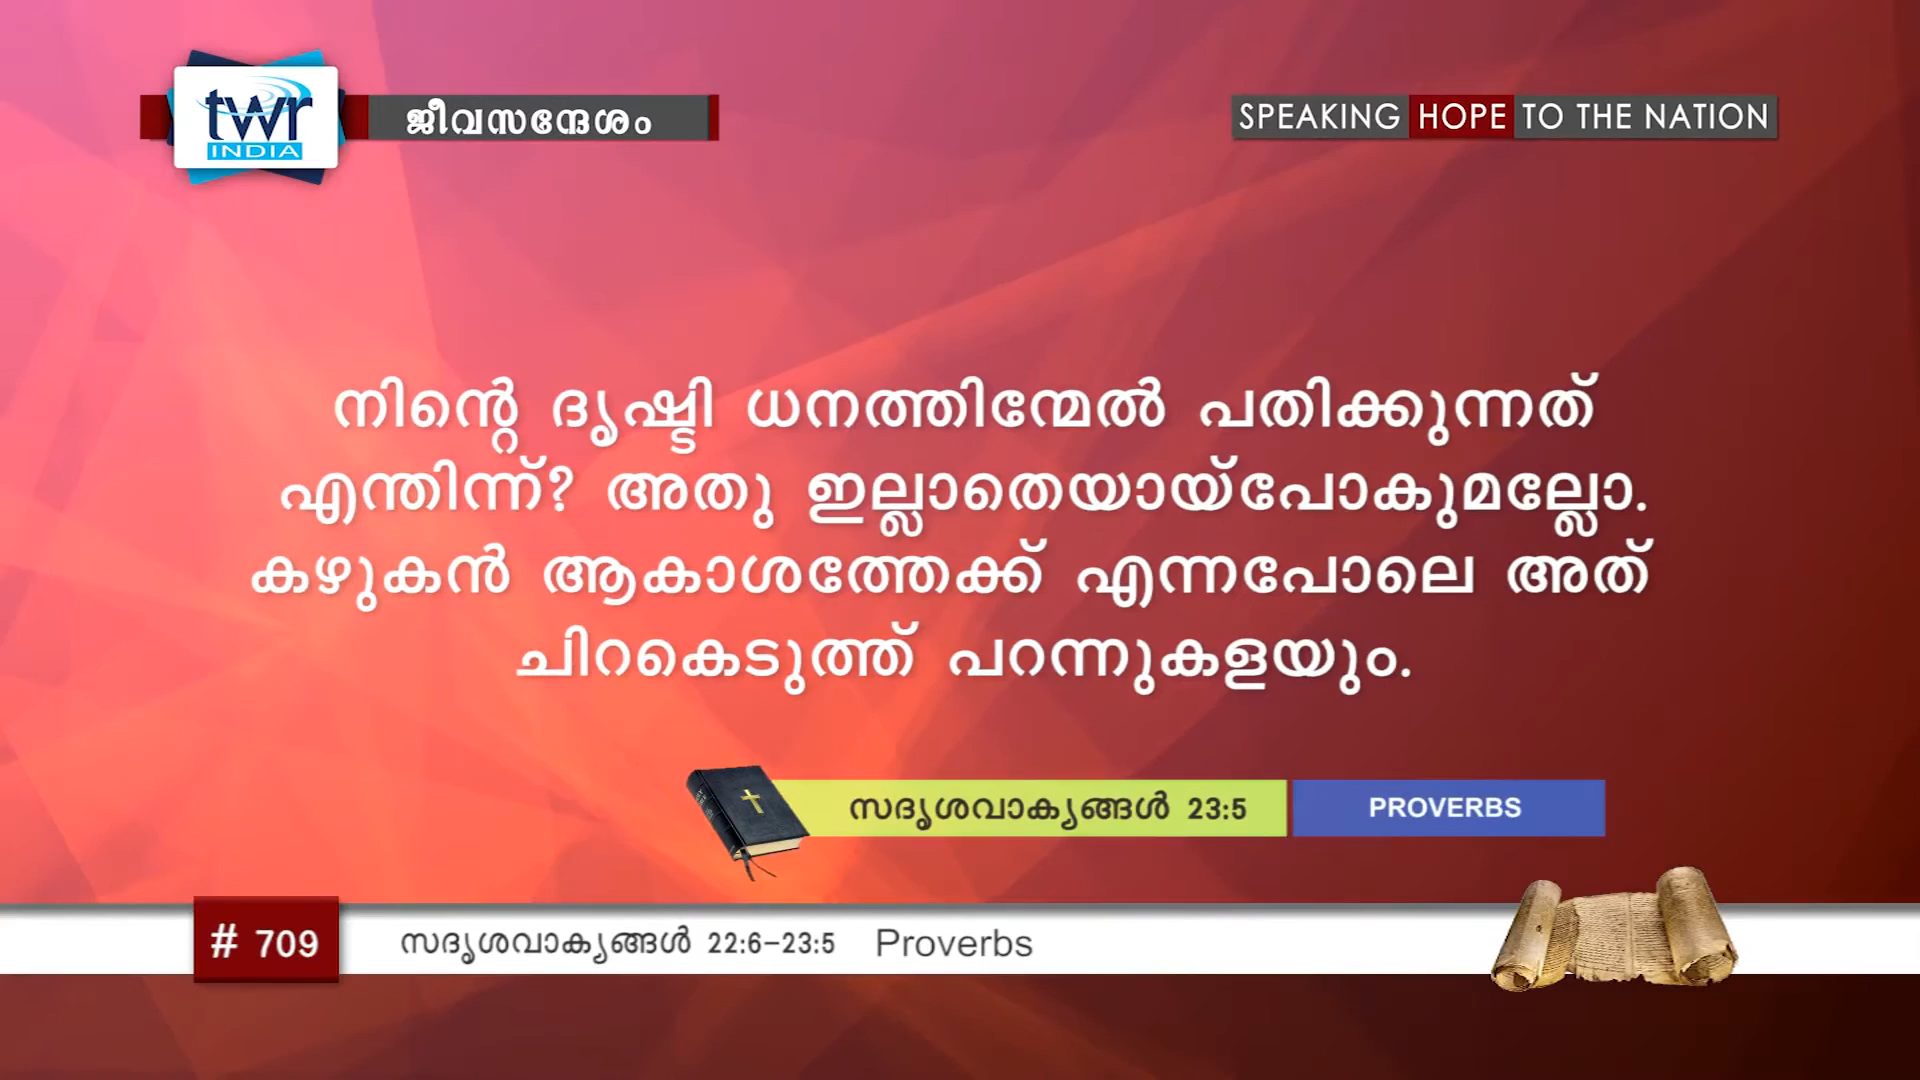 twr
INDIA
ജീവസന്ദേശം
SPEAKING HOPE TO THE NATION
നിന്റെ ദൃഷ്ടി ധനത്തിന്മേൽ പതിക്കുന്നത്
എന്തിന്ന്? അതു ഇല്ലാതെയായ്പോകുമല്ലോ.
കഴുകൻ ആകാശത്തേക്ക് എന്നപോലെ അത്
ചിറകെടുത്ത് പറന്നുകളയും.
സദൃശവാക്യങ്ങൾ 23:5 PROVERBS
# 709 സദൃശവാക്യങ്ങൾ 22:6-23:5 Proverbs